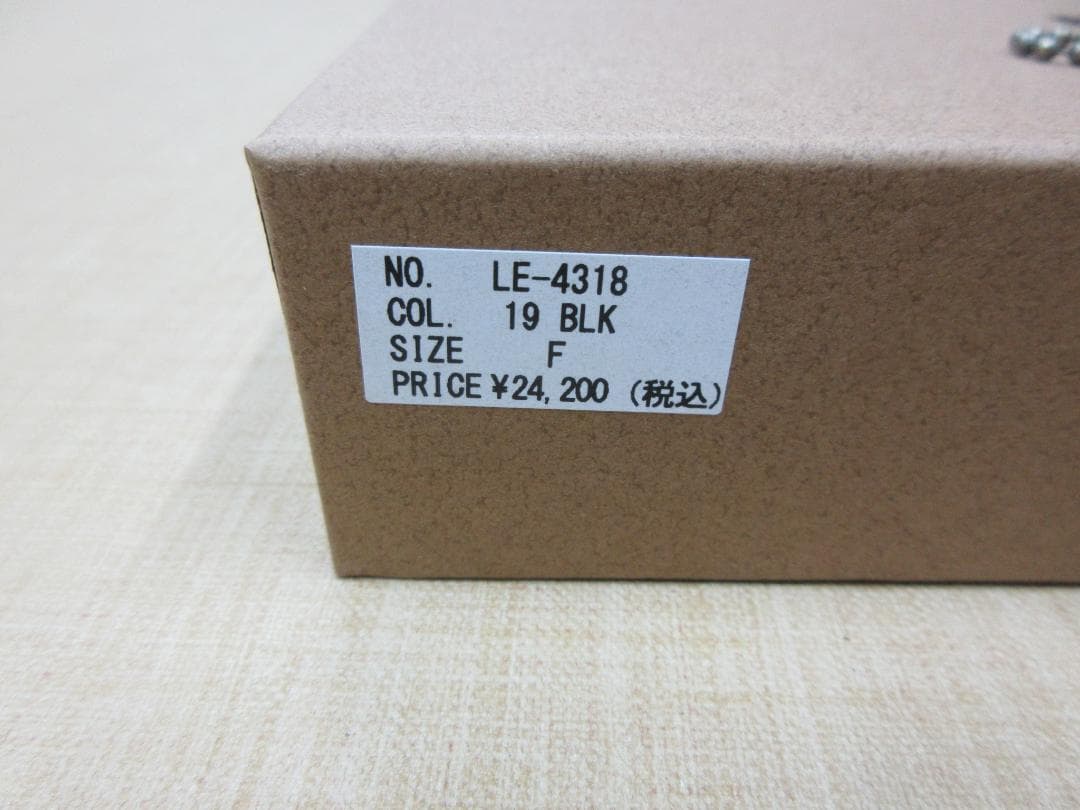 NO. LE-4318
COL. 19 BLK
SIZE F
PRICE ¥24,200 (税込)